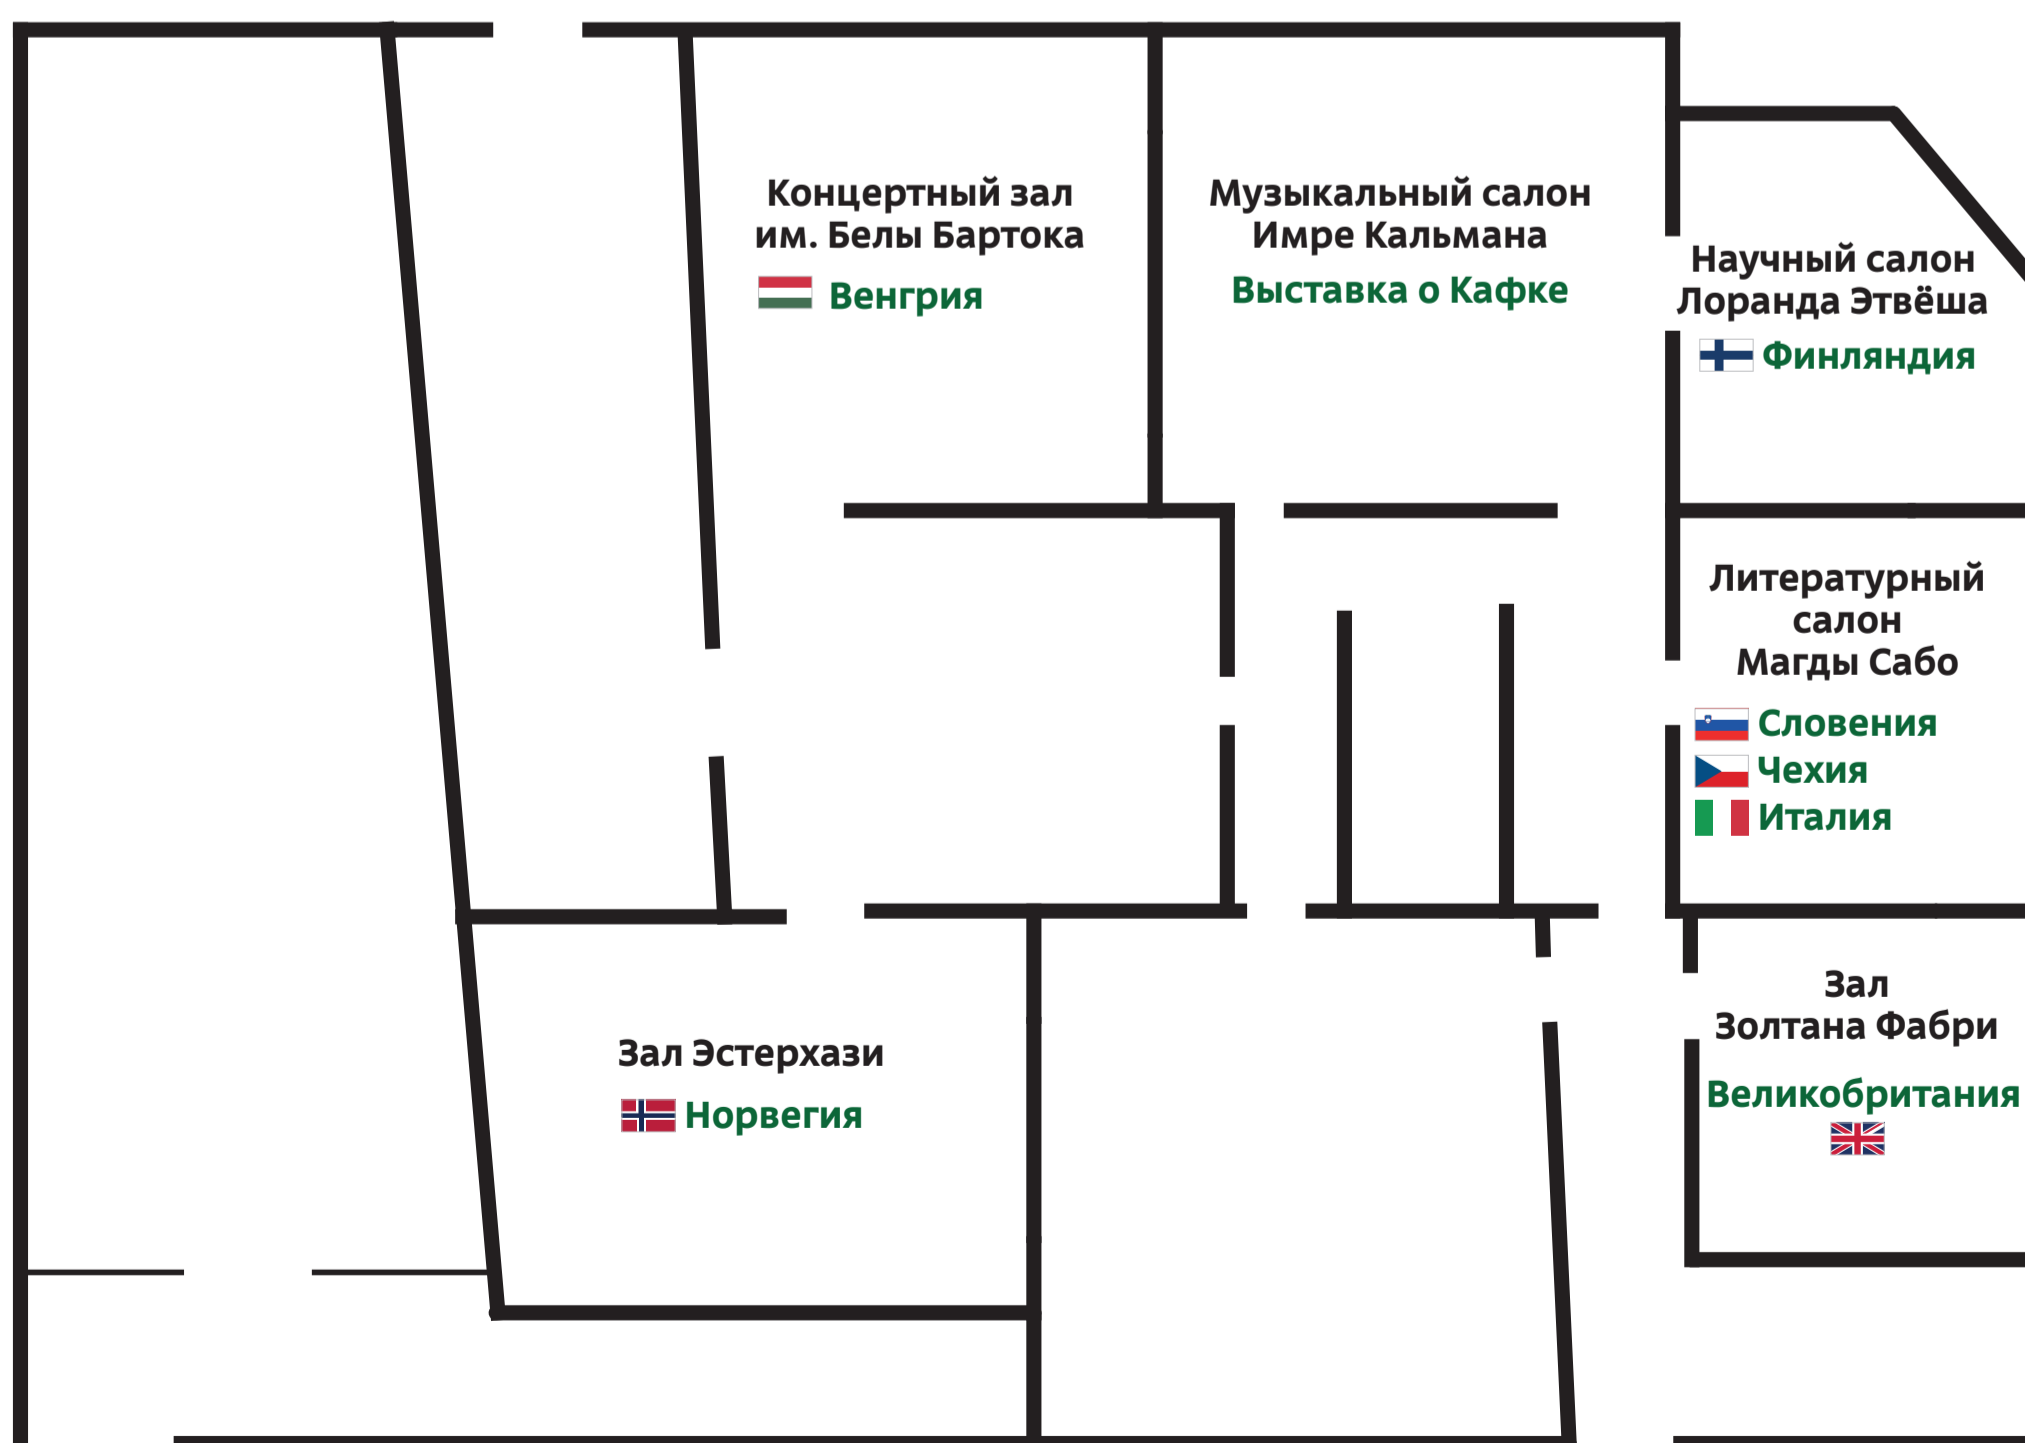 Концертный зал
им. Белы Бартока
Венгрия
Музыкальный салон
Имре Кальмана
Выставка о Кафке
Научный салон
Лоранда Этвёша
Финляндия
Литературный
салон
Магды Сабо
Словения
Чехия
Италия
Зал Эстерхази
Норвегия
Зал
Золтана Фабри
Великобритания